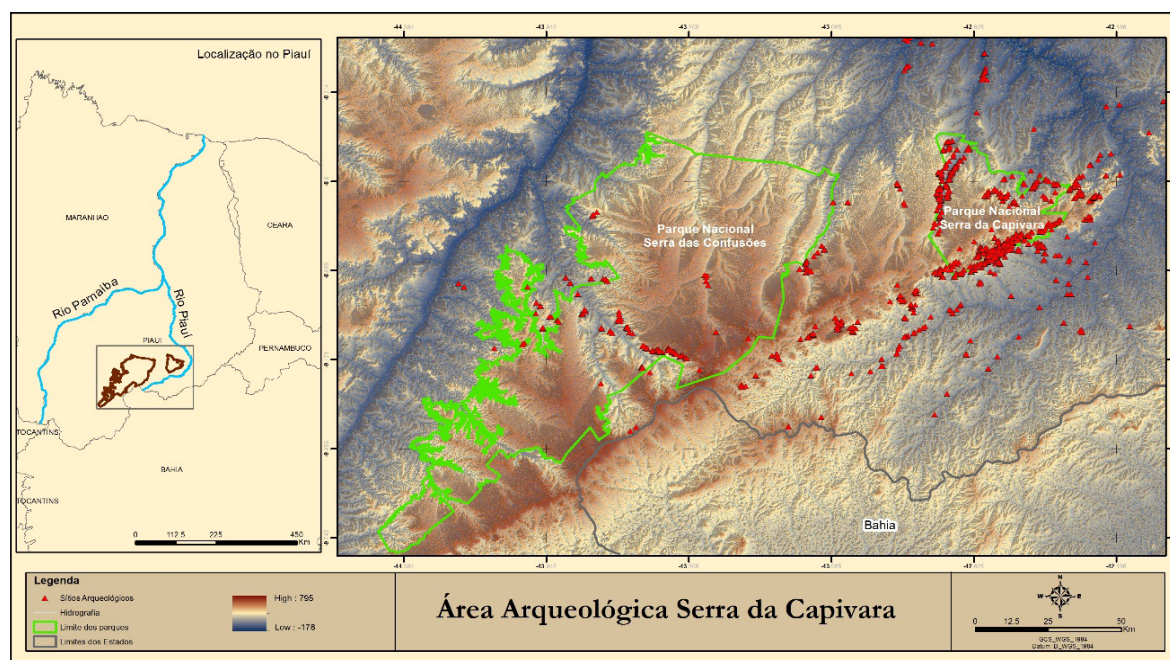 Localização no Piauí
MARANHAO
CEARA
Rio Parnaíba
Rio Piauí
PIAUI
PERNAMBUCO
TOCANTINS
BAHIA
TOCANTINS
0 112.5 225 450
Km
Parque Nacional
Serra das Confusões
Parque Nacional
Serra da Capivara
Bahia
Legenda
Sítios Arqueológicos
Hidrografia
Limite dos parques
Limites dos Estados
High : 795
Low : -178
Área Arqueológica Serra da Capivara
N
W E
S
0 12.5 25 50
Km
GCS_WGS_1984
Datum: D_WGS_1984